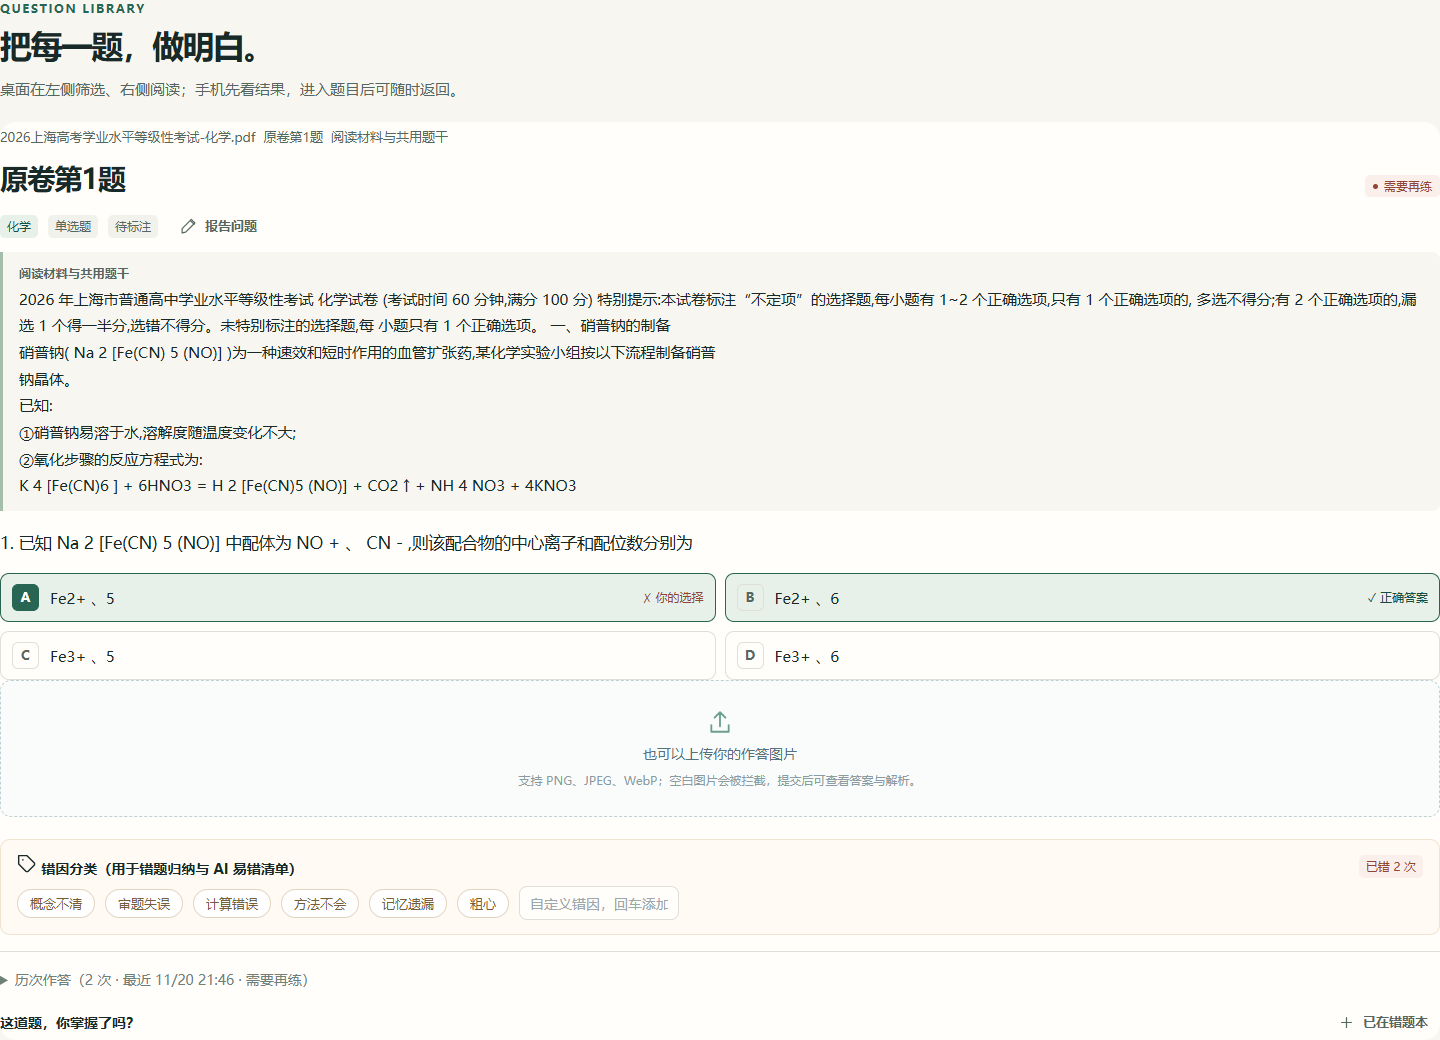 QUESTION LIBRARY
把每一题，做明白。
桌面在左侧筛选、右侧阅读；手机先看结果，进入题目后可随时返回。
2026上海高考学业水平等级性考试-化学.pdf 原卷第1题 阅读材料与共用题干
原卷第1题
需要再练
化学 单选题 待标注 报告问题
阅读材料与共用题干
2026 年上海市普通高中学业水平等级性考试 化学试卷 (考试时间 60 分钟,满分 100 分) 特别提示:本试卷标注“不定项”的选择题,每小题有 1~2 个正确选项,只有 1 个正确选项的, 多选不得分;有 2 个正确选项的,漏
选 1 个得一半分,选错不得分。未特别标注的选择题,每 小题只有 1 个正确选项。 一、硝普钠的制备
硝普钠( Na 2 [Fe(CN) 5 (NO)] )为一种速效和短时作用的血管扩张药,某化学实验小组按以下流程制备硝普
钠晶体。
已知:
①硝普钠易溶于水,溶解度随温度变化不大;
②氧化步骤的反应方程式为:
K 4 [Fe(CN)6 ] + 6HNO3 = H 2 [Fe(CN)5 (NO)] + CO2↑ + NH 4 NO3 + 4KNO3
1. 已知 Na 2 [Fe(CN) 5 (NO)] 中配体为 NO + 、 CN - ,则该配合物的中心离子和配位数分别为
A Fe2+ 、5 ✗ 你的选择
B Fe2+ 、6 ✓ 正确答案
C Fe3+ 、5
D Fe3+ 、6
也可以上传你的作答图片
支持 PNG、JPEG、WebP；空白图片会被拦截，提交后可查看答案与解析。
错因分类（用于错题归纳与 AI 易错清单）
已错 2 次
概念不清 审题失误 计算错误 方法不会 记忆遗漏 粗心 自定义错因，回车添加
历次作答（2 次 · 最近 11/20 21:46 · 需要再练）
这道题，你掌握了吗？
已在错题本